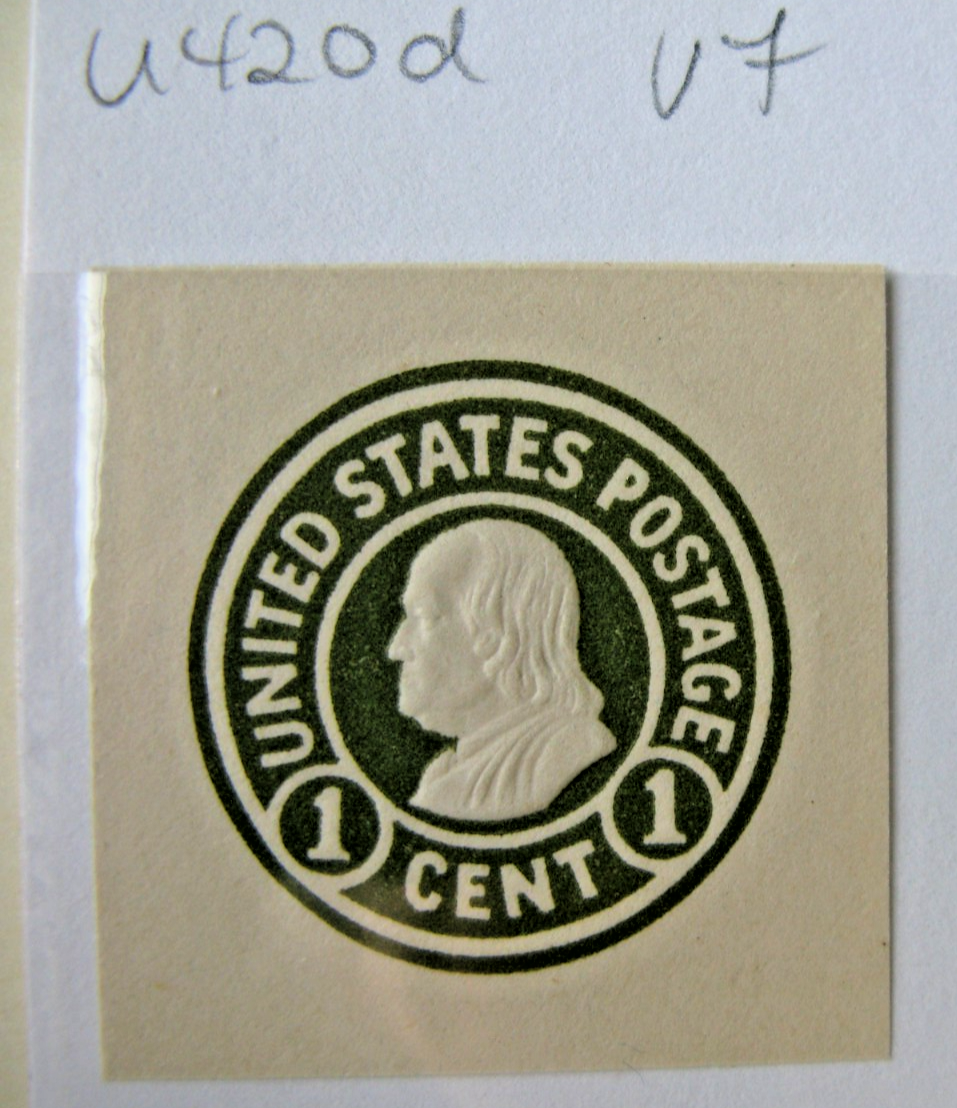 U420d V7
UNITED STATES POSTAGE
1 CENT 1